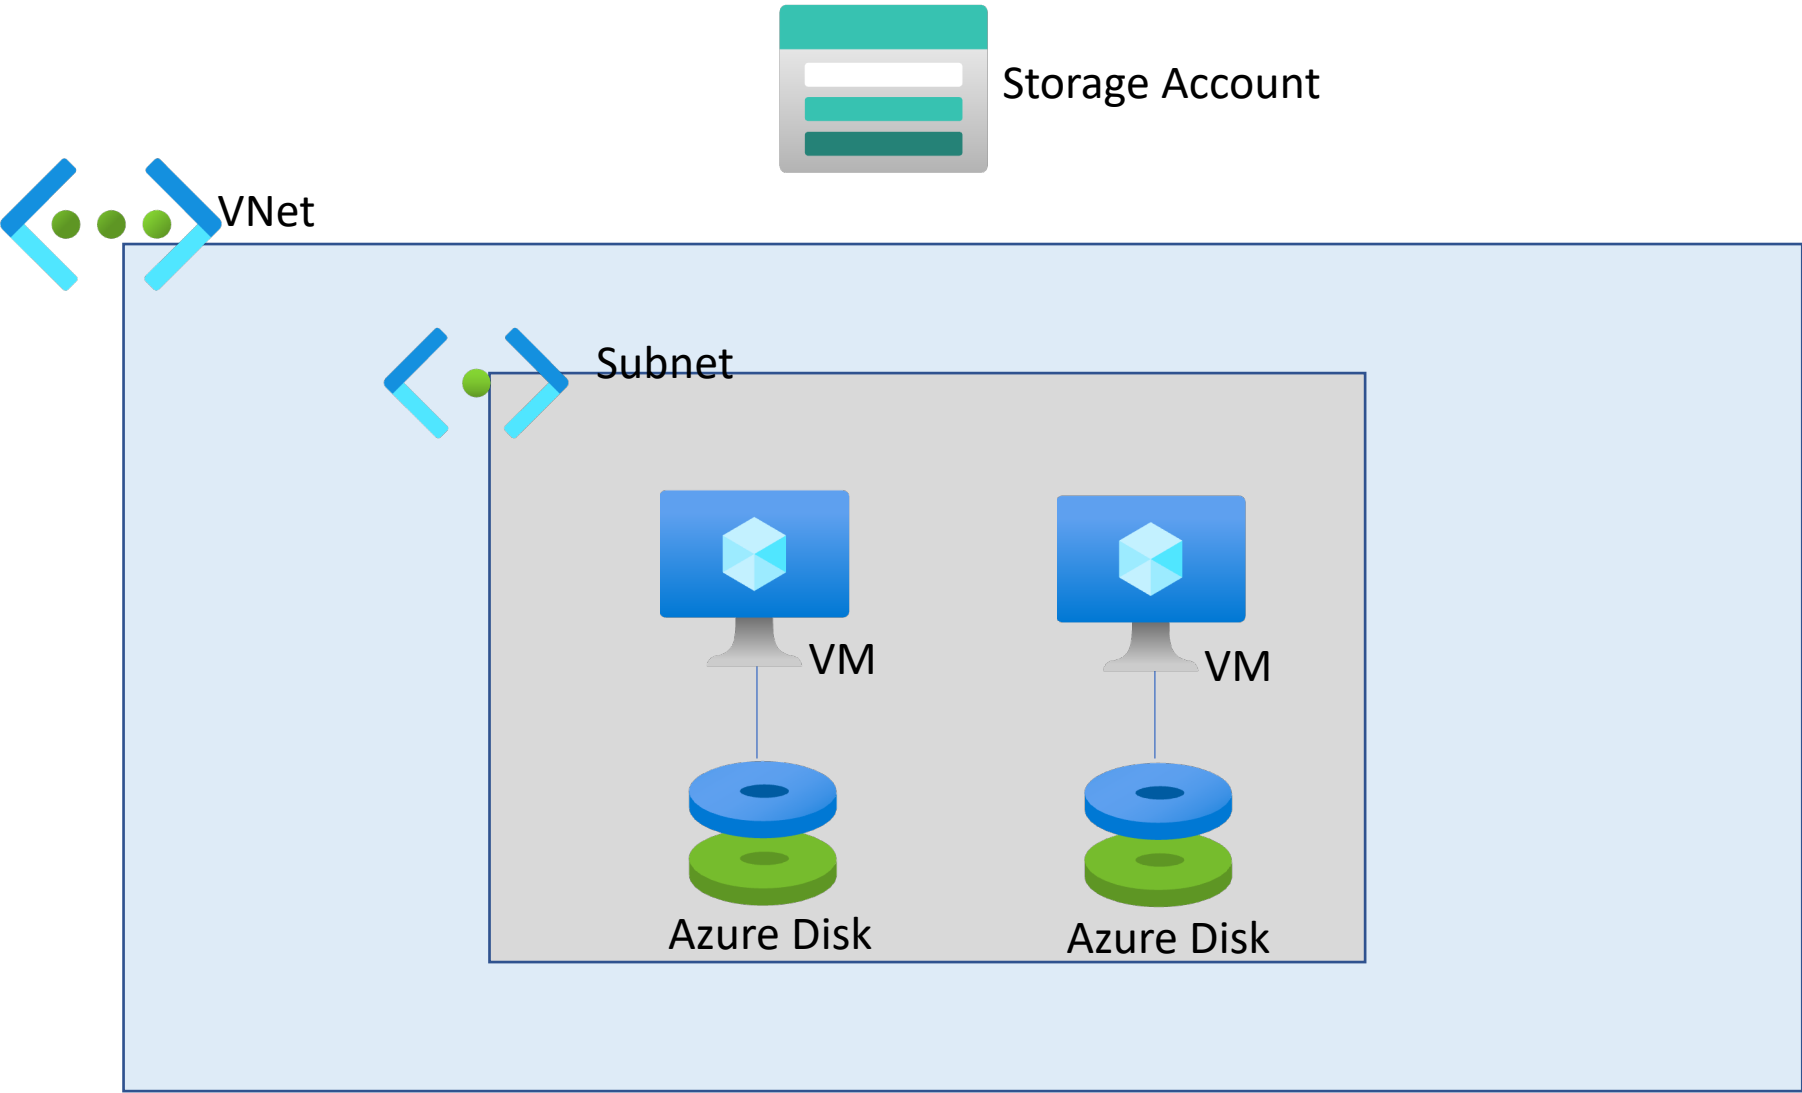 Storage Account
VNet
Subnet
VM
VM
Azure Disk
Azure Disk